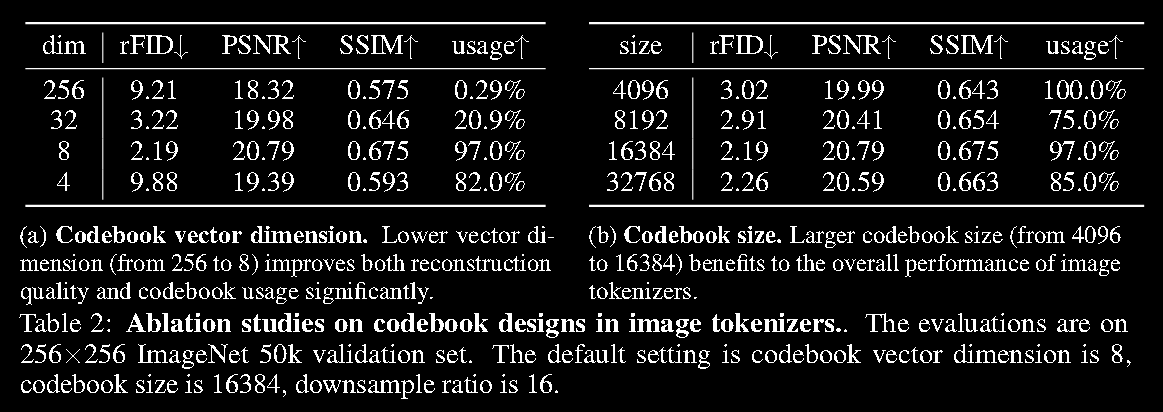 dim rFID↓ PSNR↑ SSIM↑ usage↑
256 9.21 18.32 0.575 0.29%
32 3.22 19.98 0.646 20.9%
8 2.19 20.79 0.675 97.0%
4 9.88 19.39 0.593 82.0%
(a) Codebook vector dimension. Lower vector di-
mension (from 256 to 8) improves both reconstruction
quality and codebook usage significantly.
size rFID↓ PSNR↑ SSIM↑ usage↑
4096 3.02 19.99 0.643 100.0%
8192 2.91 20.41 0.654 75.0%
16384 2.19 20.79 0.675 97.0%
32768 2.26 20.59 0.663 85.0%
(b) Codebook size. Larger codebook size (from 4096
to 16384) benefits to the overall performance of image
tokenizers.
Table 2: Ablation studies on codebook designs in image tokenizers.. The evaluations are on
256×256 ImageNet 50k validation set. The default setting is codebook vector dimension is 8,
codebook size is 16384, downsample ratio is 16.